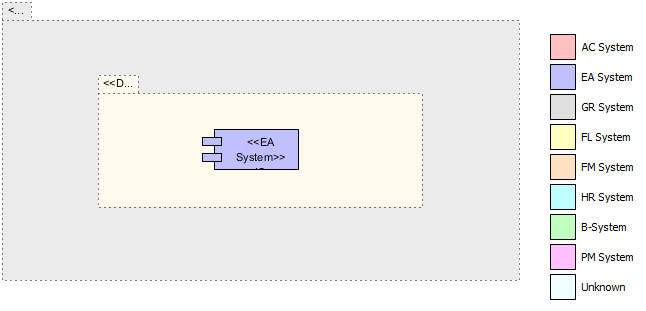 <...
<<D...
<<EA
System>>
AC System
EA System
GR System
FL System
FM System
HR System
B-System
PM System
Unknown